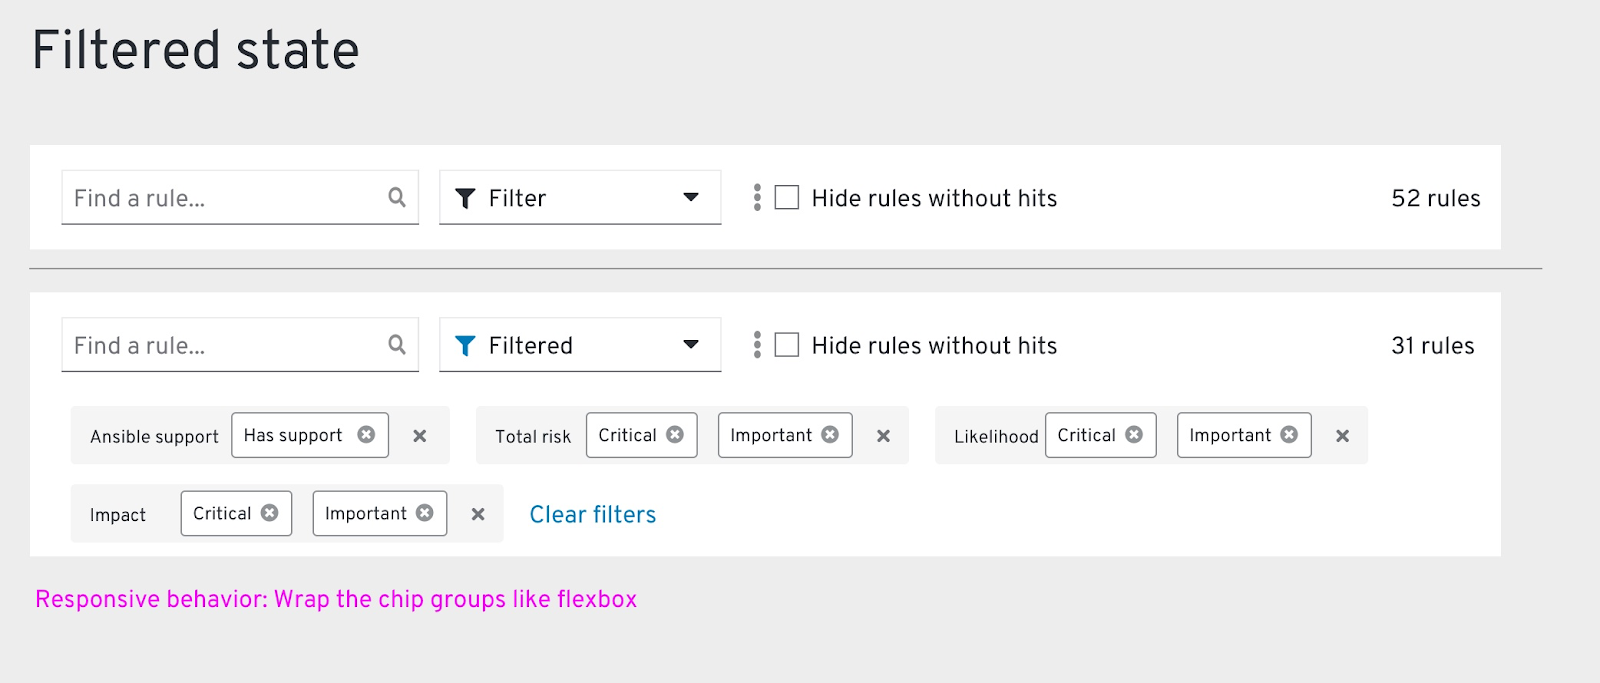 Filtered state
Find a rule... Filter Hide rules without hits 52 rules
Find a rule... Filtered Hide rules without hits 31 rules
Ansible support Has support Total risk Critical Important Likelihood Critical Important
Impact Critical Important Clear filters
Responsive behavior: Wrap the chip groups like flexbox